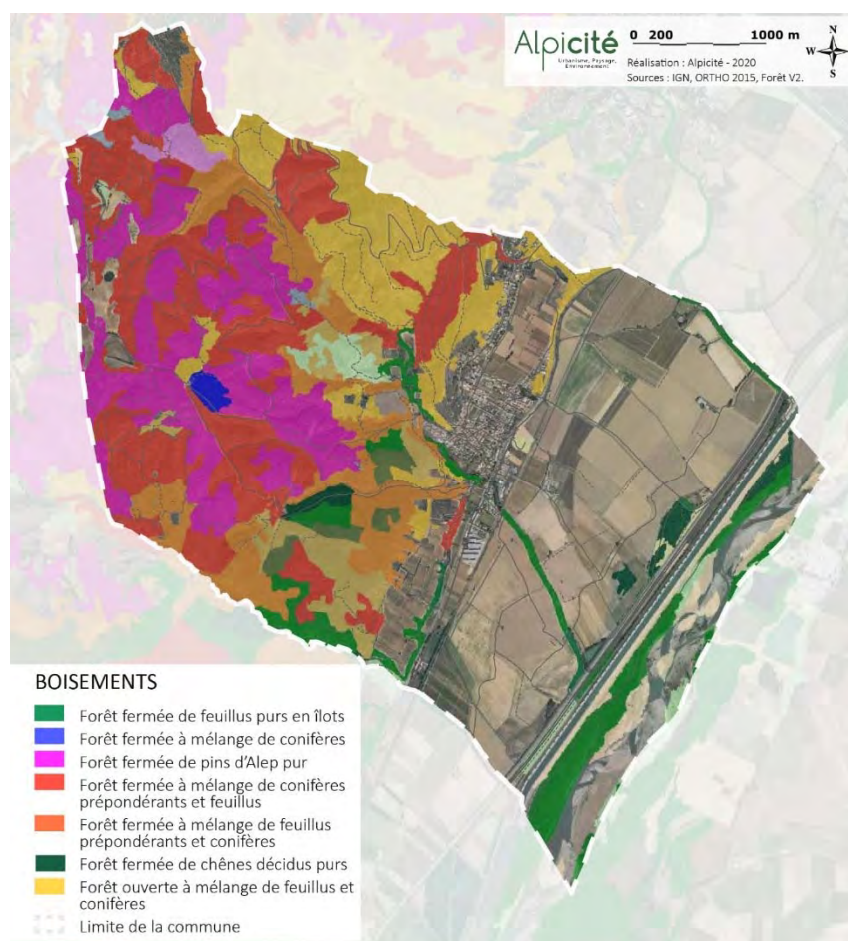 Alpicité
Urbanisme, Paysage,
Environnement
0 200 1000 m
N
W E
S
Réalisation : Alpicité - 2020
Sources : IGN, ORTHO 2015, Forêt V2.
BOISEMENTS
Forêt fermée de feuillus purs en îlots
Forêt fermée à mélange de conifères
Forêt fermée de pins d'Alep pur
Forêt fermée à mélange de conifères
prépondérants et feuillus
Forêt fermée à mélange de feuillus
prépondérants et conifères
Forêt fermée de chênes décidus purs
Forêt ouverte à mélange de feuillus et
conifères
Limite de la commune